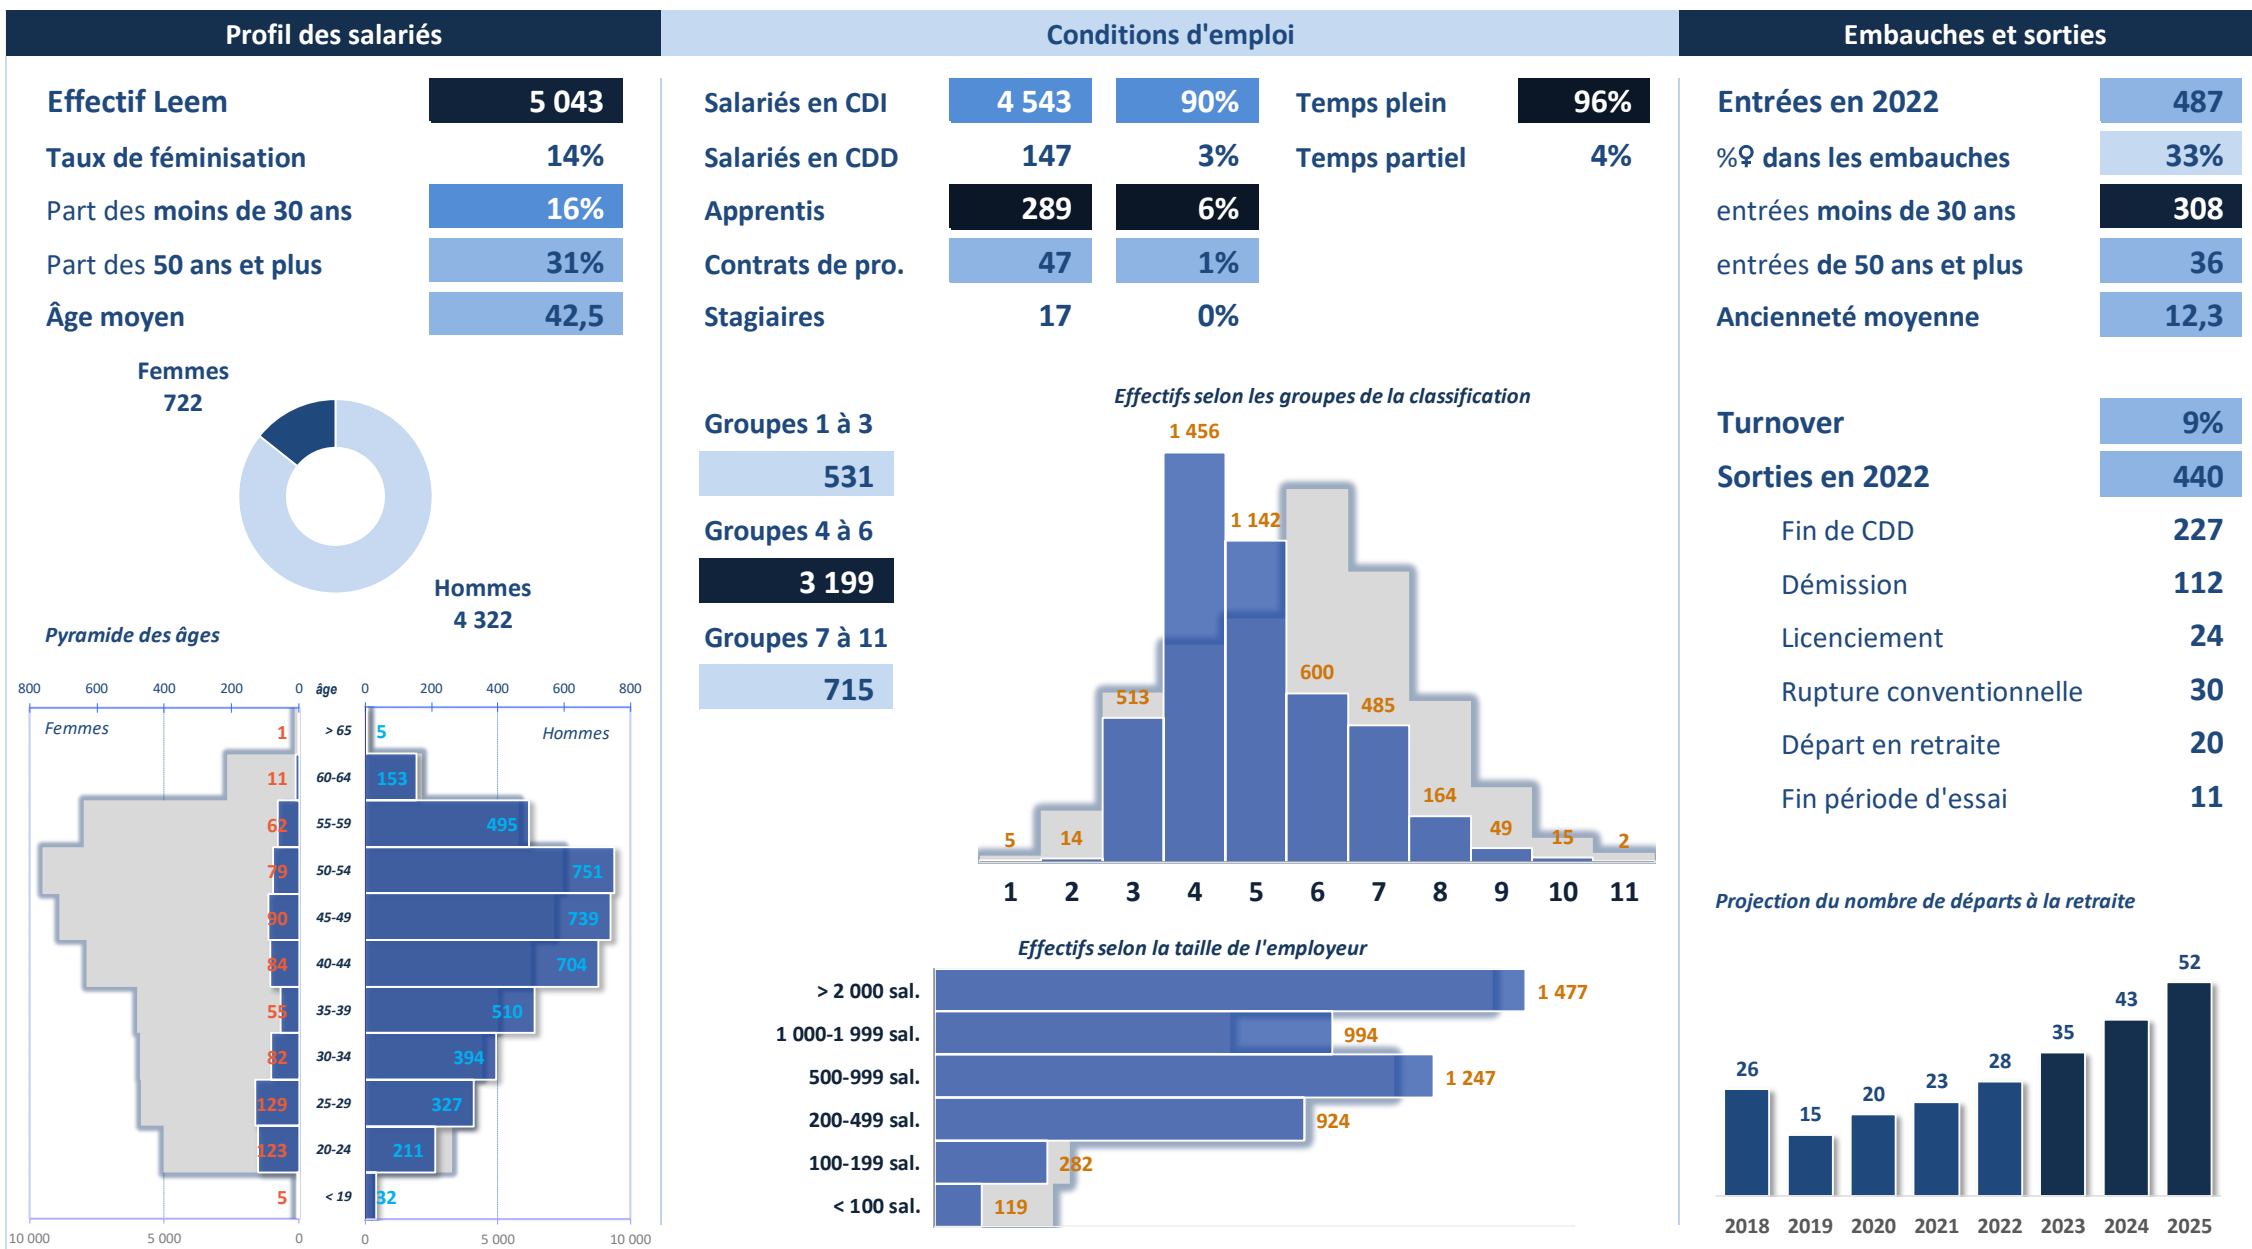 Profil des salariés
Effectif Leem 5 043
Taux de féminisation 14%
Part des moins de 30 ans 16%
Part des 50 ans et plus 31%
Âge moyen 42,5
Femmes
722
Hommes
4 322
Pyramide des âges
800 600 400 200 0 âge 0 200 400 600 800
Femmes Hommes
1 > 65 5
11 60-64 153
62 55-59 495
79 50-54 751
90 45-49 739
84 40-44 704
55 35-39 510
82 30-34 394
129 25-29 327
123 20-24 211
5 < 19 32
10 000 5 000 0 0 5 000 10 000
Conditions d'emploi
Salariés en CDI 4 543 90% Temps plein 96%
Salariés en CDD 147 3% Temps partiel 4%
Apprentis 289 6%
Contrats de pro. 47 1%
Stagiaires 17 0%
Groupes 1 à 3
531
Groupes 4 à 6
3 199
Groupes 7 à 11
715
Effectifs selon les groupes de la classification
5 14 513 1 456 1 142 600 485 164 49 15 2
1 2 3 4 5 6 7 8 9 10 11
Effectifs selon la taille de l'employeur
> 2 000 sal. 1 477
1 000-1 999 sal. 994
500-999 sal. 1 247
200-499 sal. 924
100-199 sal. 282
< 100 sal. 119
Embauches et sorties
Entrées en 2022 487
%♀ dans les embauches 33%
entrées moins de 30 ans 308
entrées de 50 ans et plus 36
Ancienneté moyenne 12,3
Turnover 9%
Sorties en 2022 440
Fin de CDD 227
Démission 112
Licenciement 24
Rupture conventionnelle 30
Départ en retraite 20
Fin période d'essai 11
Projection du nombre de départs à la retraite
26 15 20 23 28 35 43 52
2018 2019 2020 2021 2022 2023 2024 2025